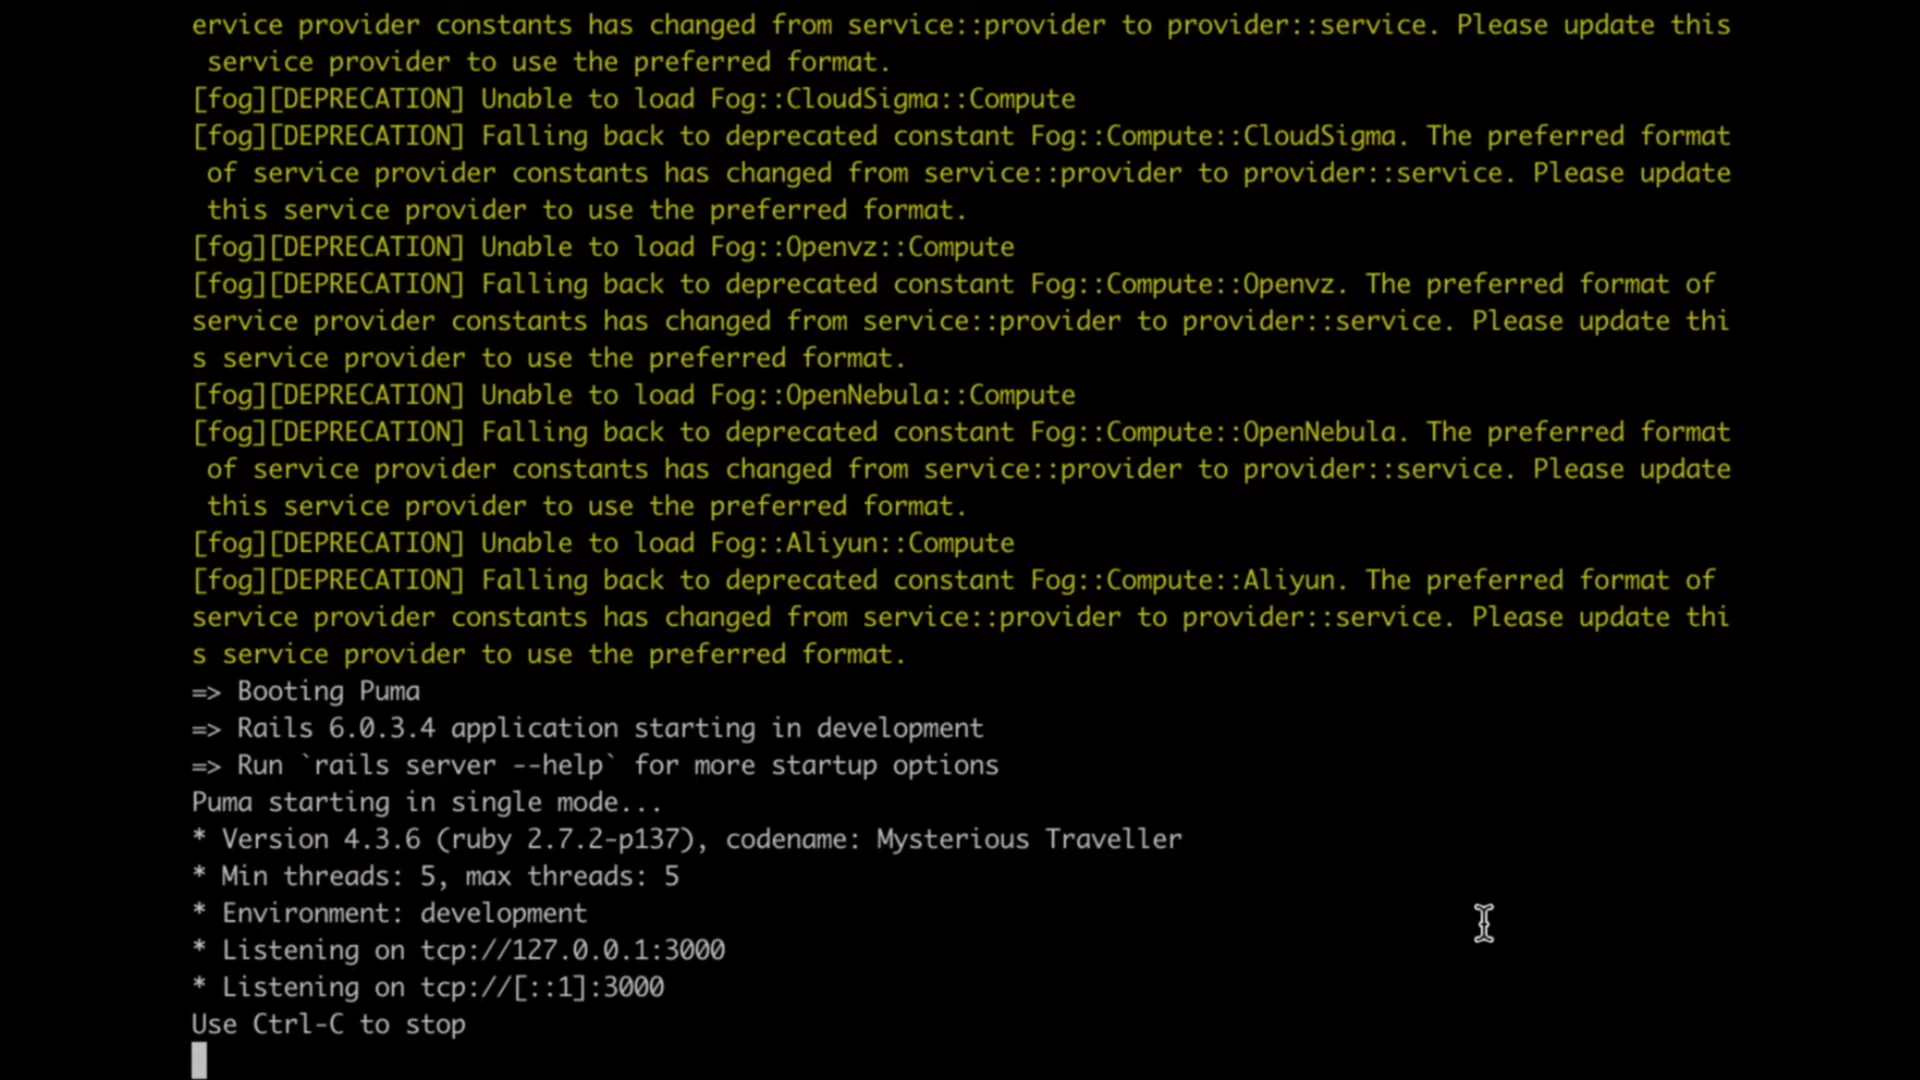 ervice provider constants has changed from service::provider to provider::service. Please update this
service provider to use the preferred format.
[fog][DEPRECATION] Unable to load Fog::CloudSigma::Compute
[fog][DEPRECATION] Falling back to deprecated constant Fog::Compute::CloudSigma. The preferred format
of service provider constants has changed from service::provider to provider::service. Please update
this service provider to use the preferred format.
[fog][DEPRECATION] Unable to load Fog::Openvz::Compute
[fog][DEPRECATION] Falling back to deprecated constant Fog::Compute::Openvz. The preferred format of
service provider constants has changed from service::provider to provider::service. Please update thi
s service provider to use the preferred format.
[fog][DEPRECATION] Unable to load Fog::OpenNebula::Compute
[fog][DEPRECATION] Falling back to deprecated constant Fog::Compute::OpenNebula. The preferred format
of service provider constants has changed from service::provider to provider::service. Please update
this service provider to use the preferred format.
[fog][DEPRECATION] Unable to load Fog::Aliyun::Compute
[fog][DEPRECATION] Falling back to deprecated constant Fog::Compute::Aliyun. The preferred format of
service provider constants has changed from service::provider to provider::service. Please update thi
s service provider to use the preferred format.
=> Booting Puma
=> Rails 6.0.3.4 application starting in development
=> Run `rails server --help` for more startup options
Puma starting in single mode...
* Version 4.3.6 (ruby 2.7.2-p137), codename: Mysterious Traveller
* Min threads: 5, max threads: 5
* Environment: development
* Listening on tcp://127.0.0.1:3000
* Listening on tcp://[::1]:3000
Use Ctrl-C to stop